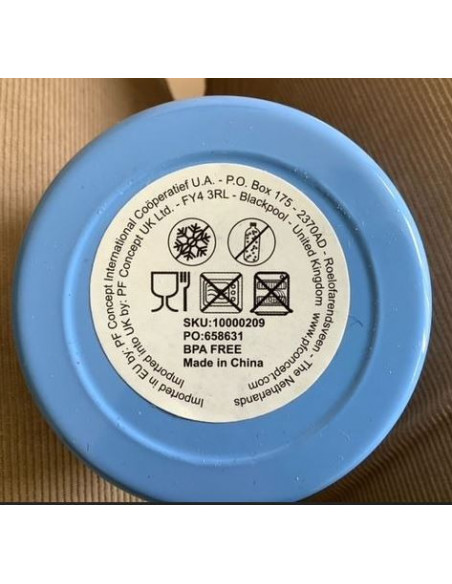 Imported in EU by: PF Concept International Coöperatief U.A. - P.O. Box 175 - 2370AD - Roelofarendsveen - The Netherlands
Imported into UK by: PF Concept UK Ltd. - FY4 3RL - Blackpool - United Kingdom www.pfconcept.com
SKU:10000209
PO:658631
BPA FREE
Made in China